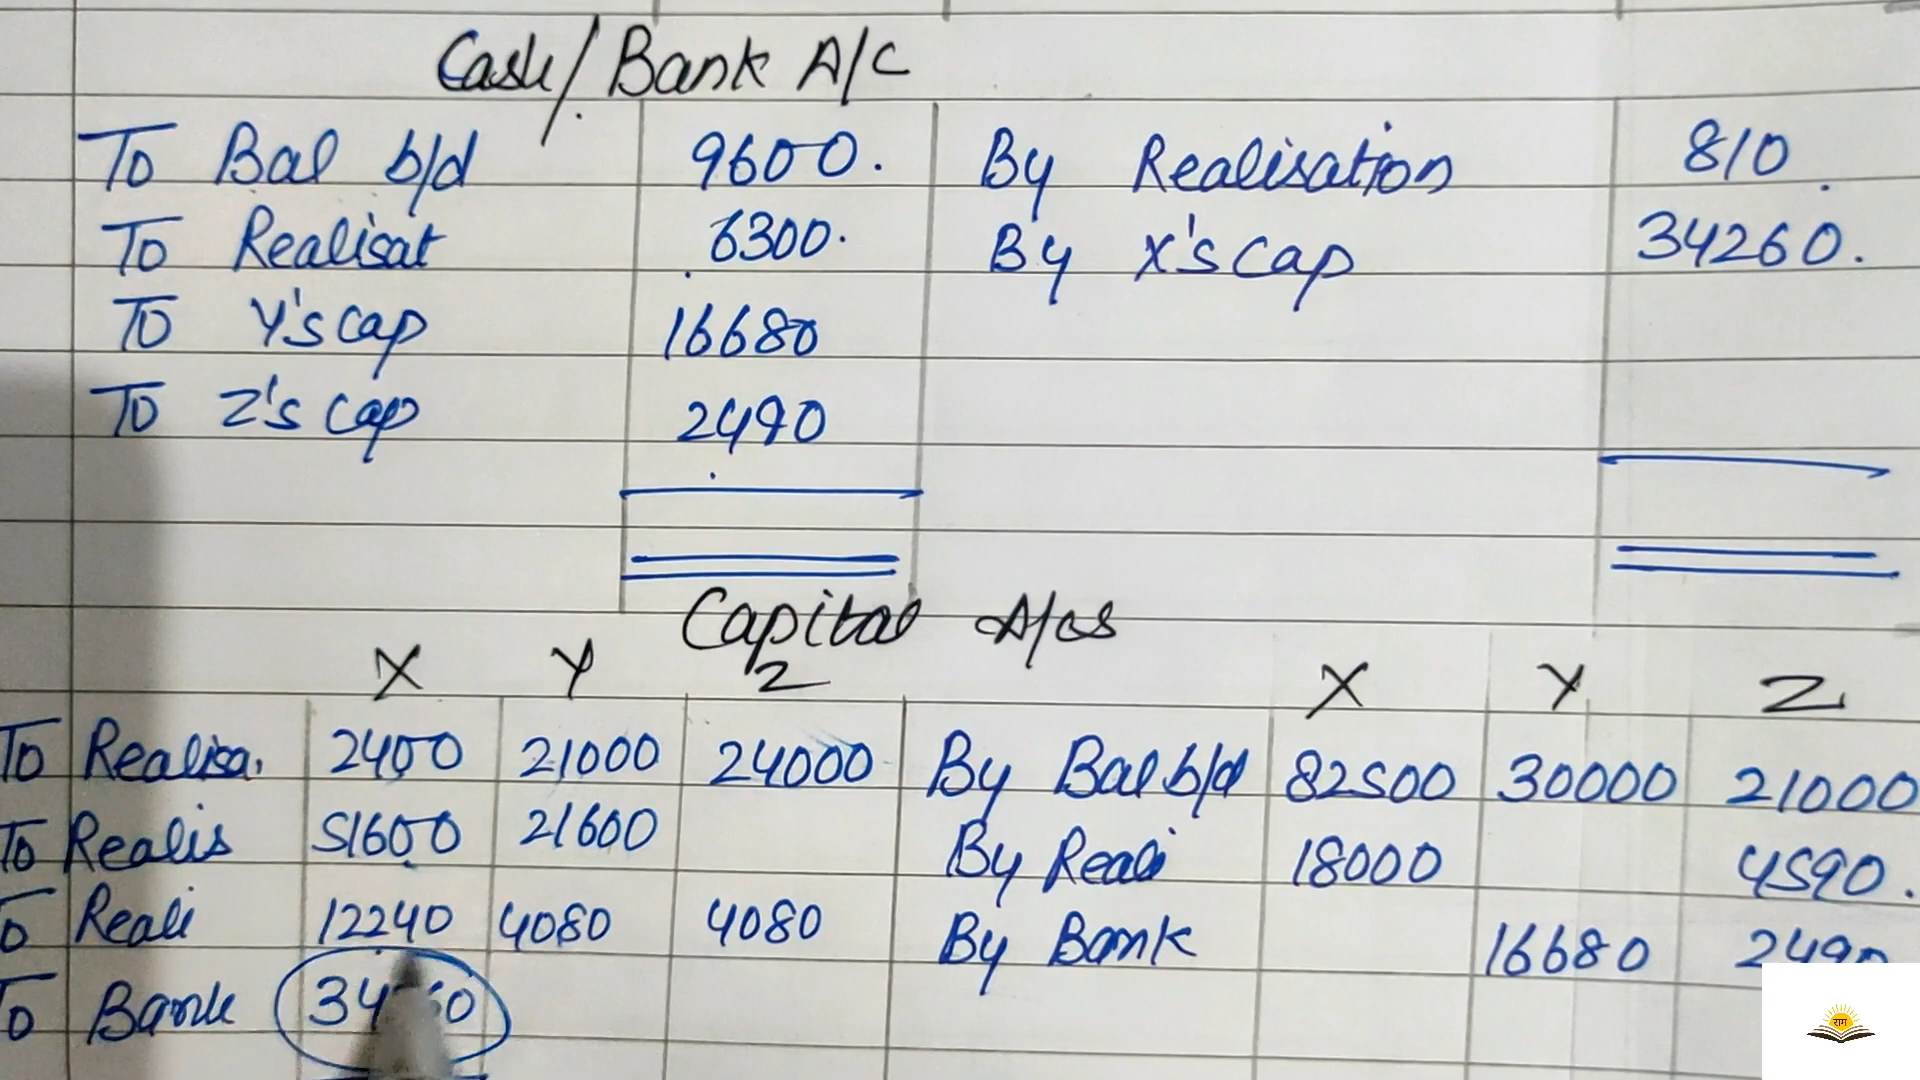 Cash/Bank A/C
To Bal b/d 9600. By Realisation 810.
To Realisat 6300. By X's Cap 34260.
To Y's Cap 16680
To Z's Cap 2490
Capital A/cs
X Y Z X Y Z
To Realisa. 2400 21000 24000 By Bal b/d 82500 30000 21000
To Realis 51600 21600 By Reali 18000 4590.
To Reali 12240 4080 4080 By Bank 16680 2490
To Bank
राग